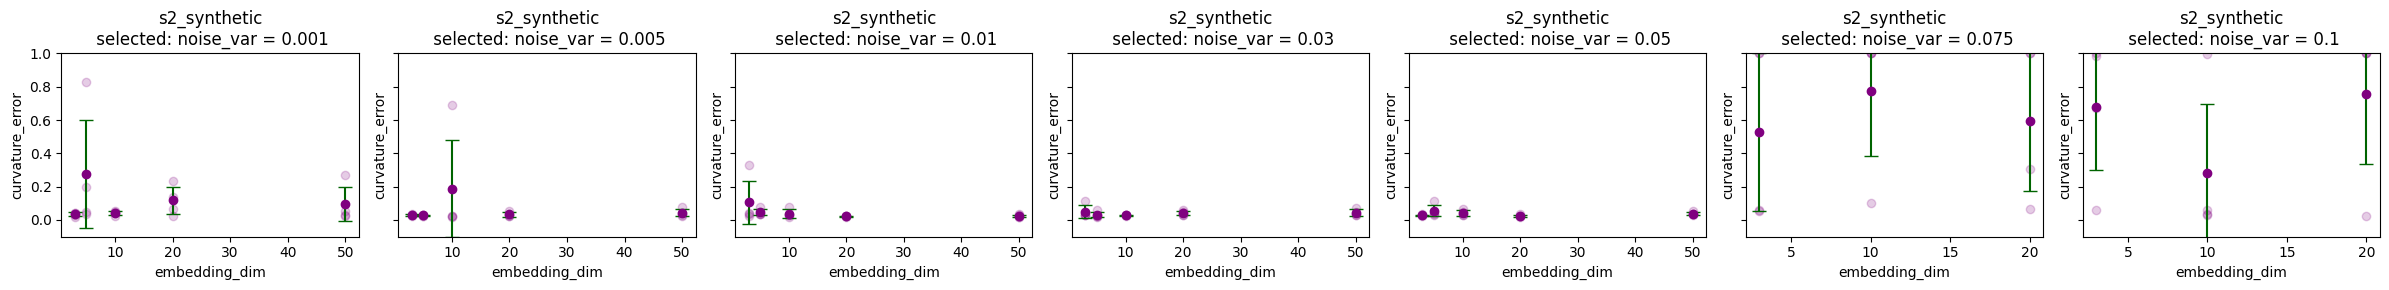 s2_synthetic
selected: noise_var = 0.001
curvature_error
1.0
0.8
0.6
0.4
0.2
0.0
10 20 30 40 50
embedding_dim
s2_synthetic
selected: noise_var = 0.005
curvature_error
10 20 30 40 50
embedding_dim
s2_synthetic
selected: noise_var = 0.01
curvature_error
10 20 30 40 50
embedding_dim
s2_synthetic
selected: noise_var = 0.03
curvature_error
10 20 30 40 50
embedding_dim
s2_synthetic
selected: noise_var = 0.05
curvature_error
10 20 30 40 50
embedding_dim
s2_synthetic
selected: noise_var = 0.075
curvature_error
5 10 15 20
embedding_dim
s2_synthetic
selected: noise_var = 0.1
curvature_error
5 10 15 20
embedding_dim